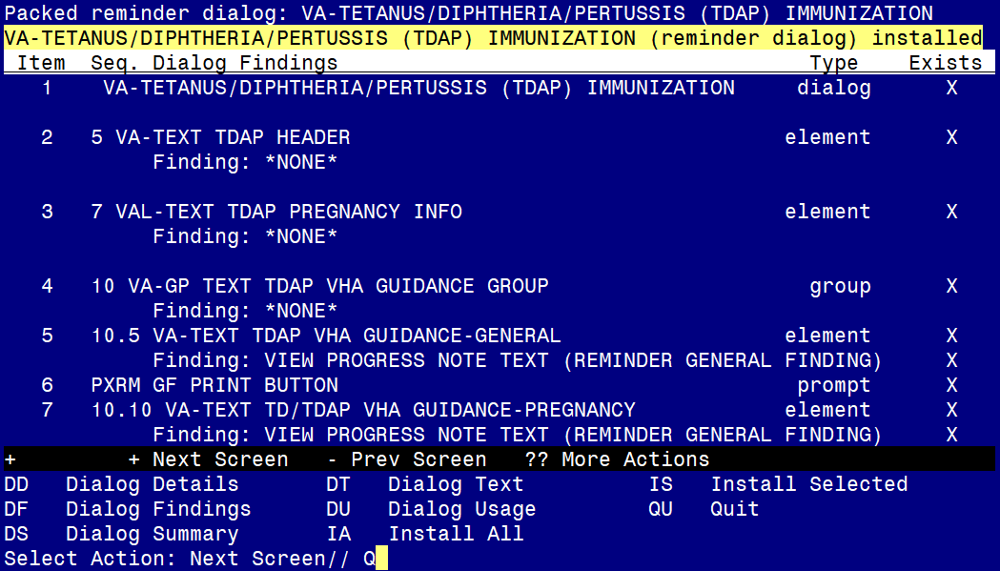 Packed reminder dialog: VA-TETANUS/DIPHTHERIA/PERTUSSIS (TDAP) IMMUNIZATION
VA-TETANUS/DIPHTHERIA/PERTUSSIS (TDAP) IMMUNIZATION (reminder dialog) installed
Item  Seq. Dialog Findings                                      Type    Exists
1    VA-TETANUS/DIPHTHERIA/PERTUSSIS (TDAP) IMMUNIZATION     dialog      X
2   5 VA-TEXT TDAP HEADER                                   element      X
Finding: *NONE*
3   7 VAL-TEXT TDAP PREGNANCY INFO                          element      X
Finding: *NONE*
4   10 VA-GP TEXT TDAP VHA GUIDANCE GROUP                     group      X
Finding: *NONE*
5   10.5 VA-TEXT TDAP VHA GUIDANCE-GENERAL                  element      X
Finding: VIEW PROGRESS NOTE TEXT (REMINDER GENERAL FINDING)     X
6   PXRM GF PRINT BUTTON                                     prompt      X
7   10.10 VA-TEXT TD/TDAP VHA GUIDANCE-PREGNANCY            element      X
Finding: VIEW PROGRESS NOTE TEXT (REMINDER GENERAL FINDING)     X
+         + Next Screen   - Prev Screen   ?? More Actions
DD   Dialog Details       DT   Dialog Text          IS   Install Selected
DF   Dialog Findings      DU   Dialog Usage         QU   Quit
DS   Dialog Summary       IA   Install All
Select Action: Next Screen// Q